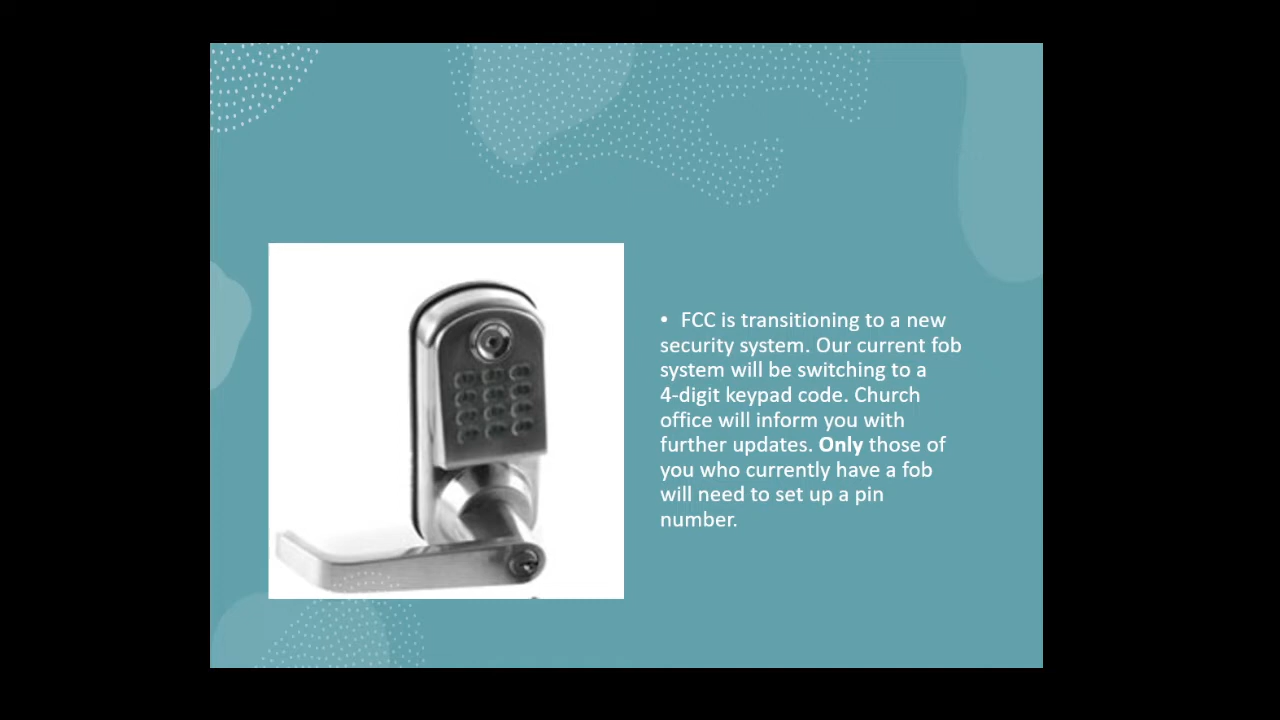 • FCC is transitioning to a new
security system. Our current fob
system will be switching to a
4-digit keypad code. Church
office will inform you with
further updates. Only those of
you who currently have a fob
will need to set up a pin
number.